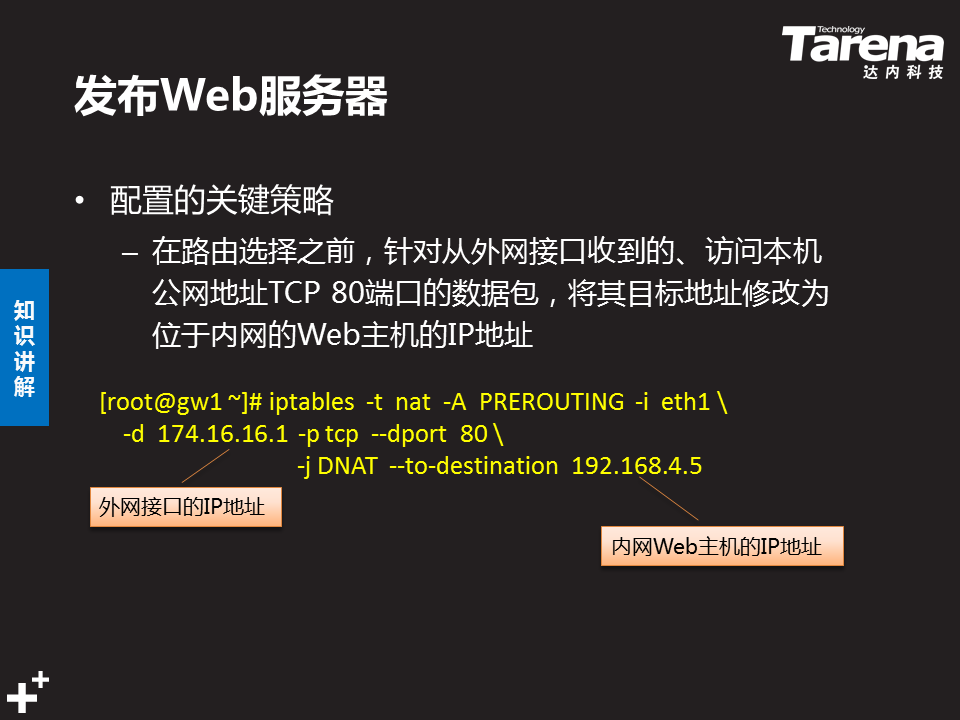 Technology
Tarena
达内科技
发布Web服务器
• 配置的关键策略
– 在路由选择之前，针对从外网接口收到的、访问本机
公网地址TCP 80端口的数据包，将其目标地址修改为
位于内网的Web主机的IP地址
知
识
讲
解
[root@gw1 ~]# iptables -t nat -A PREROUTING -i eth1 \
-d 174.16.16.1 -p tcp --dport 80 \
-j DNAT --to-destination 192.168.4.5
外网接口的IP地址
内网Web主机的IP地址